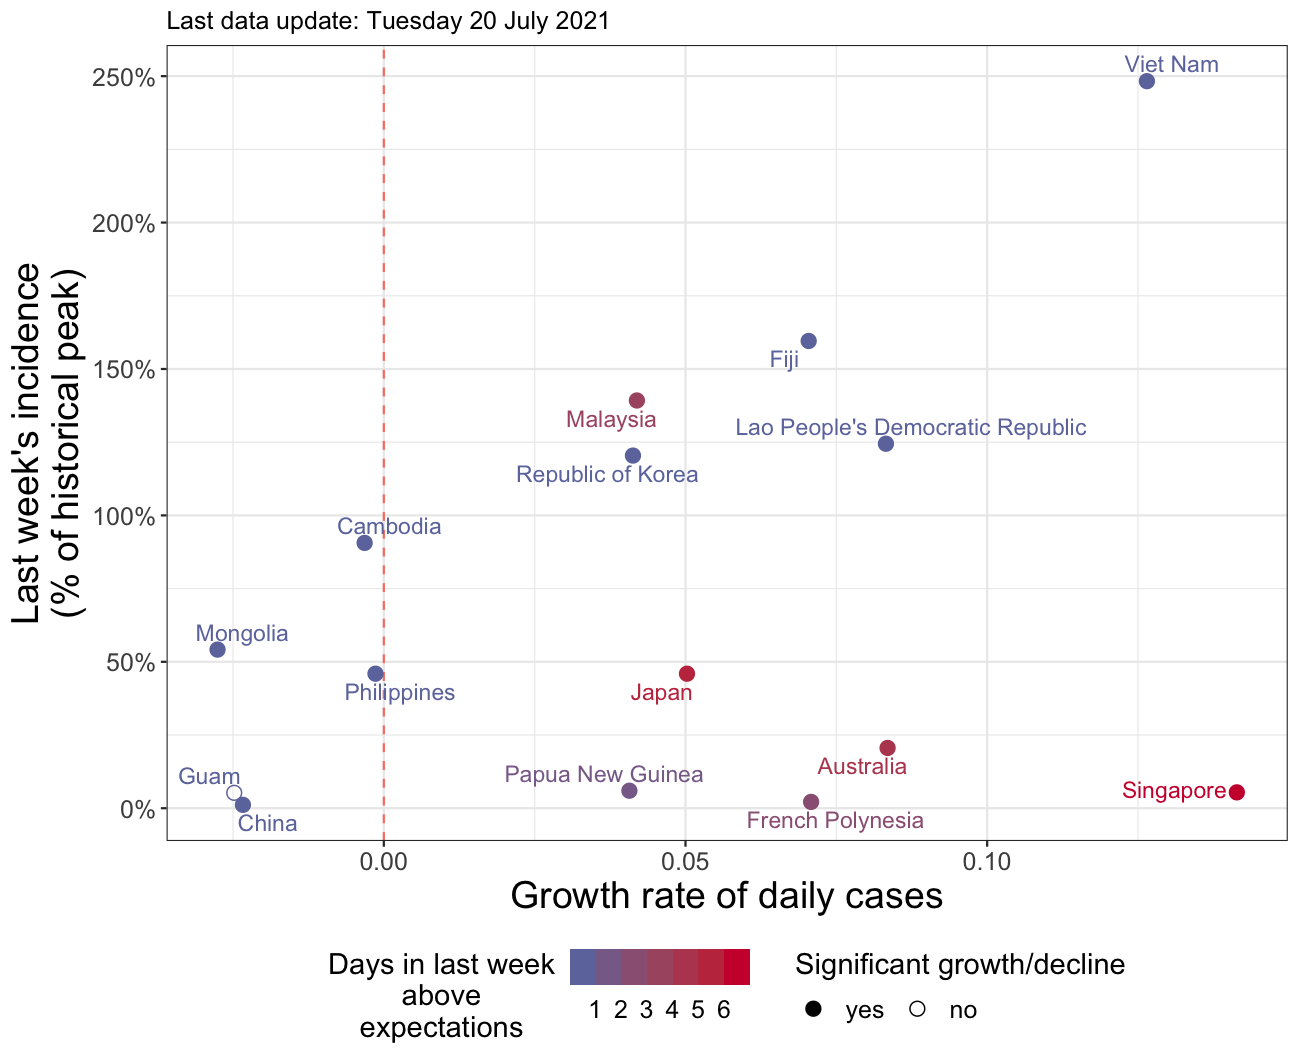 Last data update: Tuesday 20 July 2021
Last week's incidence
(% of historical peak)
250%
200%
150%
100%
50%
0%
Viet Nam
Fiji
Malaysia
Lao People's Democratic Republic
Republic of Korea
Cambodia
Mongolia
Philippines
Japan
Australia
Papua New Guinea
Guam
Singapore
French Polynesia
China
0.00 0.05 0.10
Growth rate of daily cases
Days in last week
above
expectations
1 2 3 4 5 6
Significant growth/decline
yes no